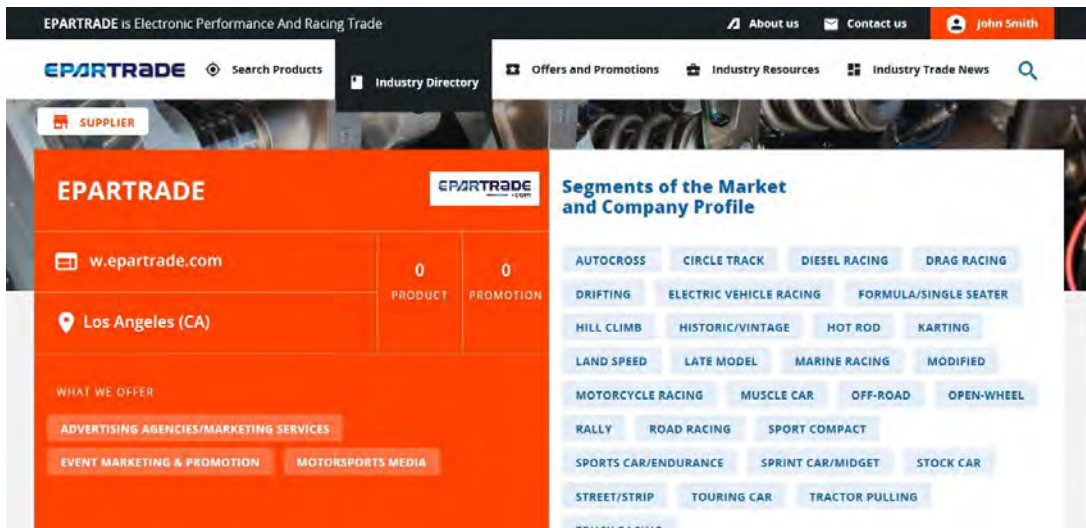 EPARTRADE is Electronic Performance And Racing Trade
About us
Contact us
John Smith
EPARTRADE
Search Products
Industry Directory
Offers and Promotions
Industry Resources
Industry Trade News
SUPPLIER
EPARTRADE
EPARTRADE
.com
w.epartrade.com
Los Angeles (CA)
0
PRODUCT
0
PROMOTION
WHAT WE OFFER
ADVERTISING AGENCIES/MARKETING SERVICES
EVENT MARKETING & PROMOTION MOTORSPORTS MEDIA
Segments of the Market
and Company Profile
AUTOCROSS CIRCLE TRACK DIESEL RACING DRAG RACING
DRIFTING ELECTRIC VEHICLE RACING FORMULA/SINGLE SEATER
HILL CLIMB HISTORIC/VINTAGE HOT ROD KARTING
LAND SPEED LATE MODEL MARINE RACING MODIFIED
MOTORCYCLE RACING MUSCLE CAR OFF-ROAD OPEN-WHEEL
RALLY ROAD RACING SPORT COMPACT
SPORTS CAR/ENDURANCE SPRINT CAR/MIDGET STOCK CAR
STREET/STRIP TOURING CAR TRACTOR PULLING